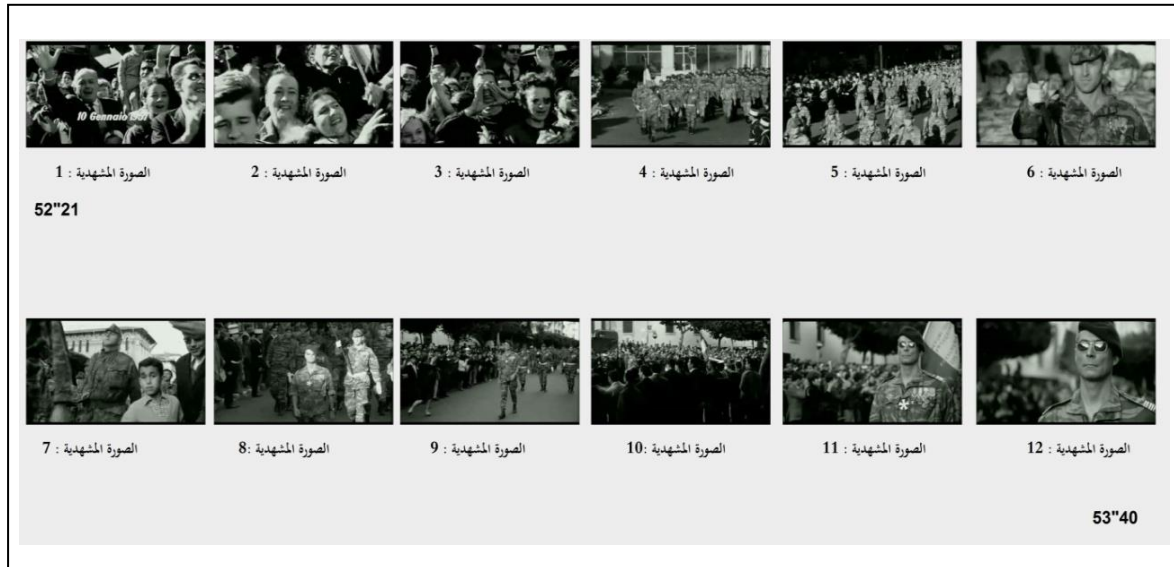 10 Gennaio 1957
الصورة المشهدية : 1
الصورة المشهدية : 2
الصورة المشهدية : 3
الصورة المشهدية : 4
الصورة المشهدية : 5
الصورة المشهدية : 6
52"21
الصورة المشهدية : 7
الصورة المشهدية :8
الصورة المشهدية : 9
الصورة المشهدية :10
الصورة المشهدية : 11
الصورة المشهدية : 12
53"40